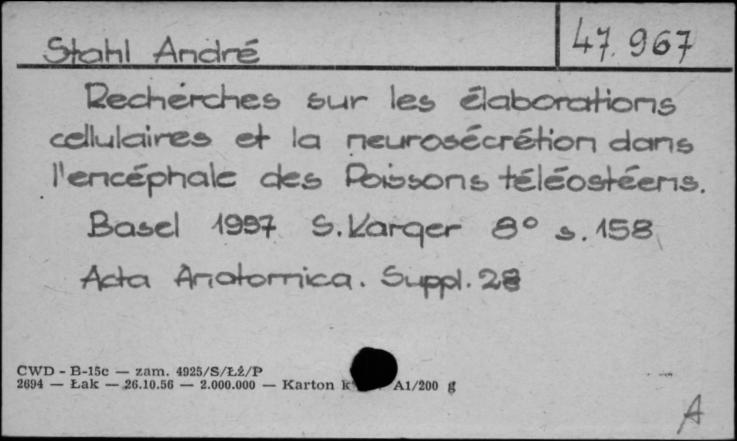 Stahl André
47.967
Recherches sur les élaborations
cellulaires et la neurosécrétion dans
l'encéphale des Poissons téléostéens.
Basel 1957 S. Karger 8° s. 158
Acta Anatomica. Suppl. 28
CWD - B-15c — zam. 4925/S/Łż/P
2694 — Łak — 26.10.56 — 2.000.000 — Karton k A1/200 g
A